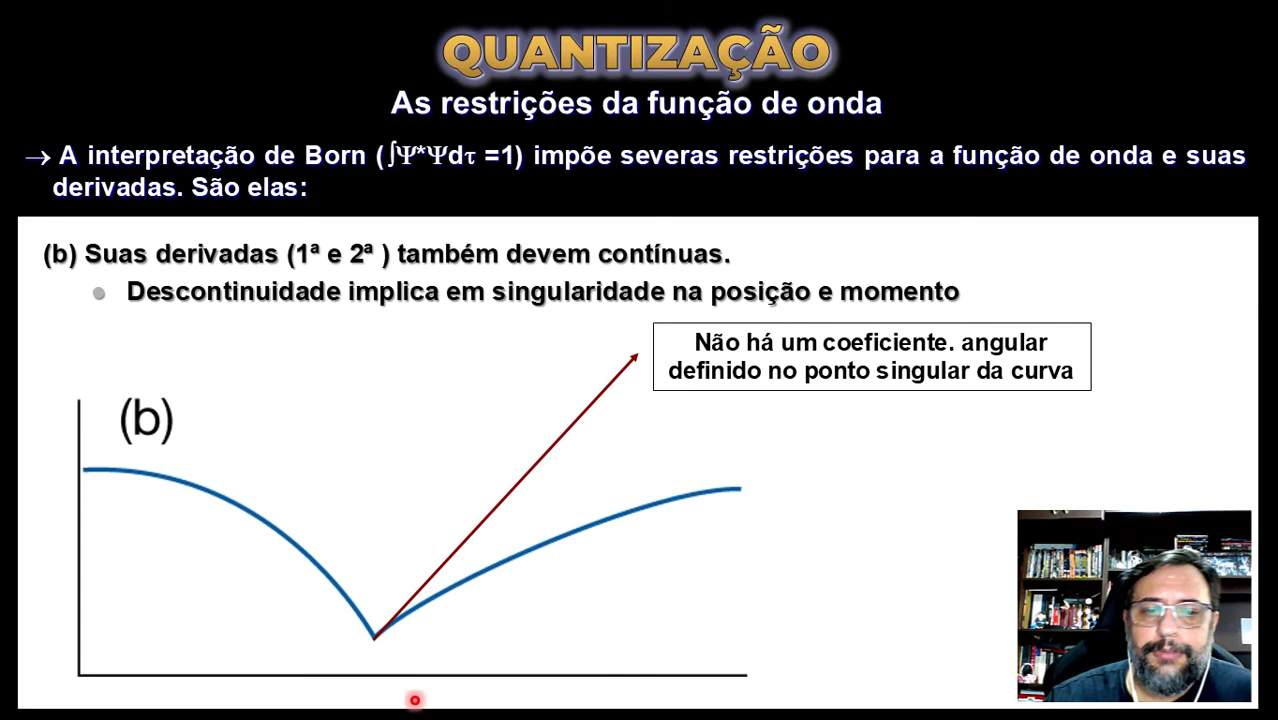 QUANTIZAÇÃO
As restrições da função de onda
→ A interpretação de Born (∫Ψ*Ψdτ =1) impõe severas restrições para a função de onda e suas
derivadas. São elas:
(b) Suas derivadas (1ª e 2ª ) também devem contínuas.
● Descontinuidade implica em singularidade na posição e momento
Não há um coeficiente. angular
definido no ponto singular da curva
(b)